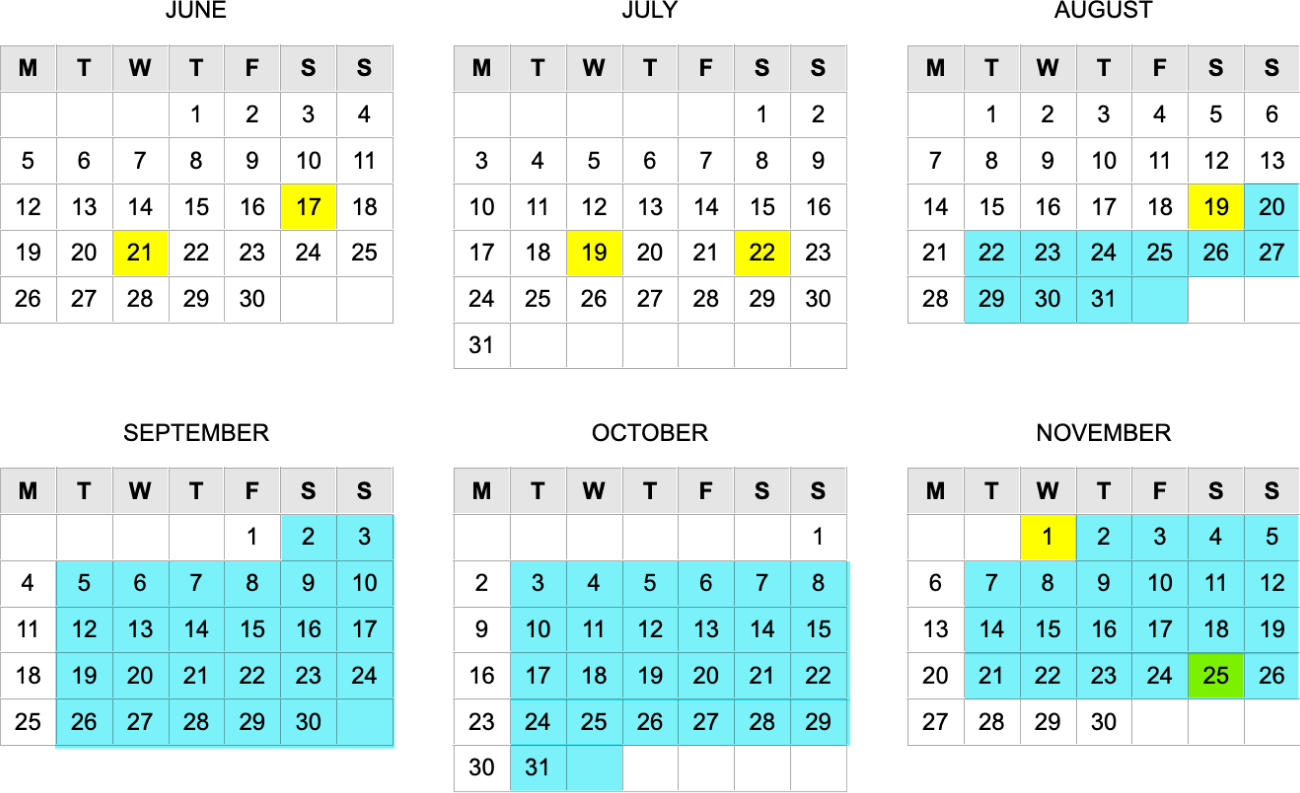 JUNE JULY AUGUST
M T W T F S S M T W T F S S M T W T F S S
1 2 3 4 1 2 1 2 3 4 5 6
5 6 7 8 9 10 11 3 4 5 6 7 8 9 7 8 9 10 11 12 13
12 13 14 15 16 17 18 10 11 12 13 14 15 16 14 15 16 17 18 19 20
19 20 21 22 23 24 25 17 18 19 20 21 22 23 21 22 23 24 25 26 27
26 27 28 29 30 24 25 26 27 28 29 30 28 29 30 31
31
SEPTEMBER OCTOBER NOVEMBER
M T W T F S S M T W T F S S M T W T F S S
1 2 3 1 1 2 3 4 5
4 5 6 7 8 9 10 2 3 4 5 6 7 8 6 7 8 9 10 11 12
11 12 13 14 15 16 17 9 10 11 12 13 14 15 13 14 15 16 17 18 19
18 19 20 21 22 23 24 16 17 18 19 20 21 22 20 21 22 23 24 25 26
25 26 27 28 29 30 23 24 25 26 27 28 29 27 28 29 30
30 31